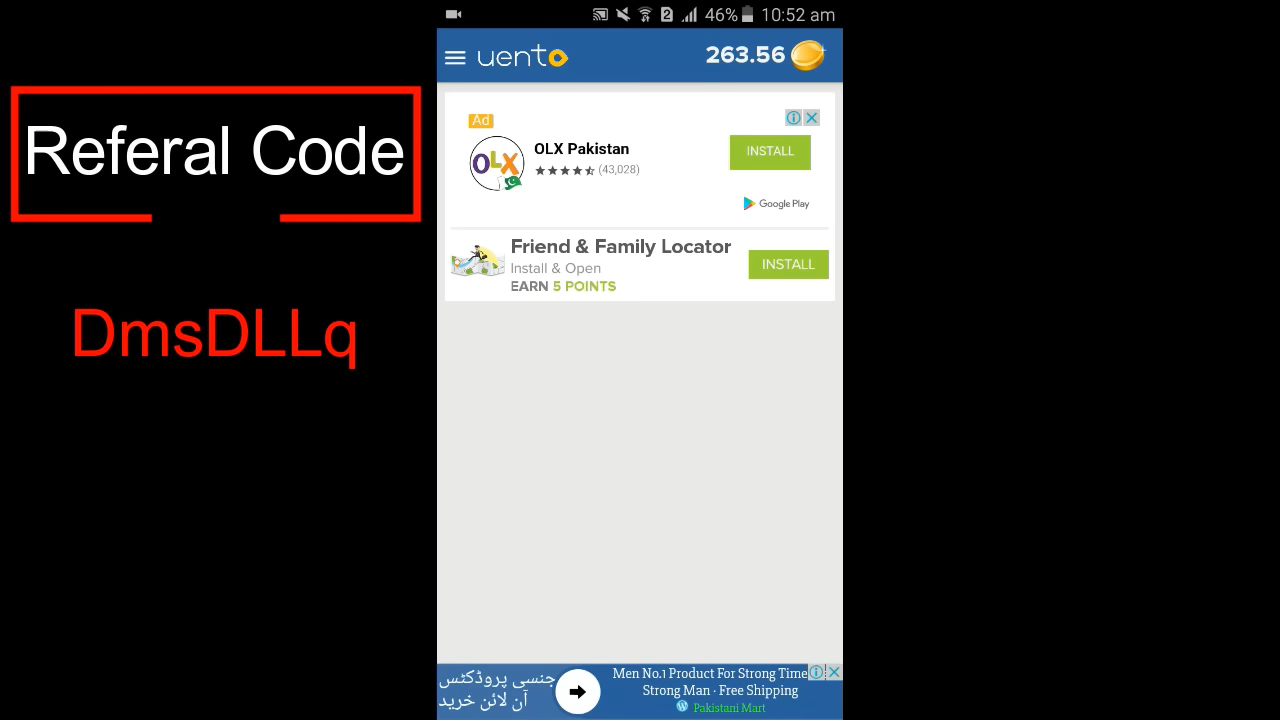 Referal Code
DmsDLLq
2 46% 10:52 am
uento 263.56
Ad
OLX
OLX Pakistan
(43,028)
INSTALL
Google Play
Friend & Family Locator
Install & Open
EARN 5 POINTS
INSTALL
جنسی پروڈکٹس
آن لائن خرید
Men No.1 Product For Strong Time
Strong Man · Free Shipping
Pakistani Mart